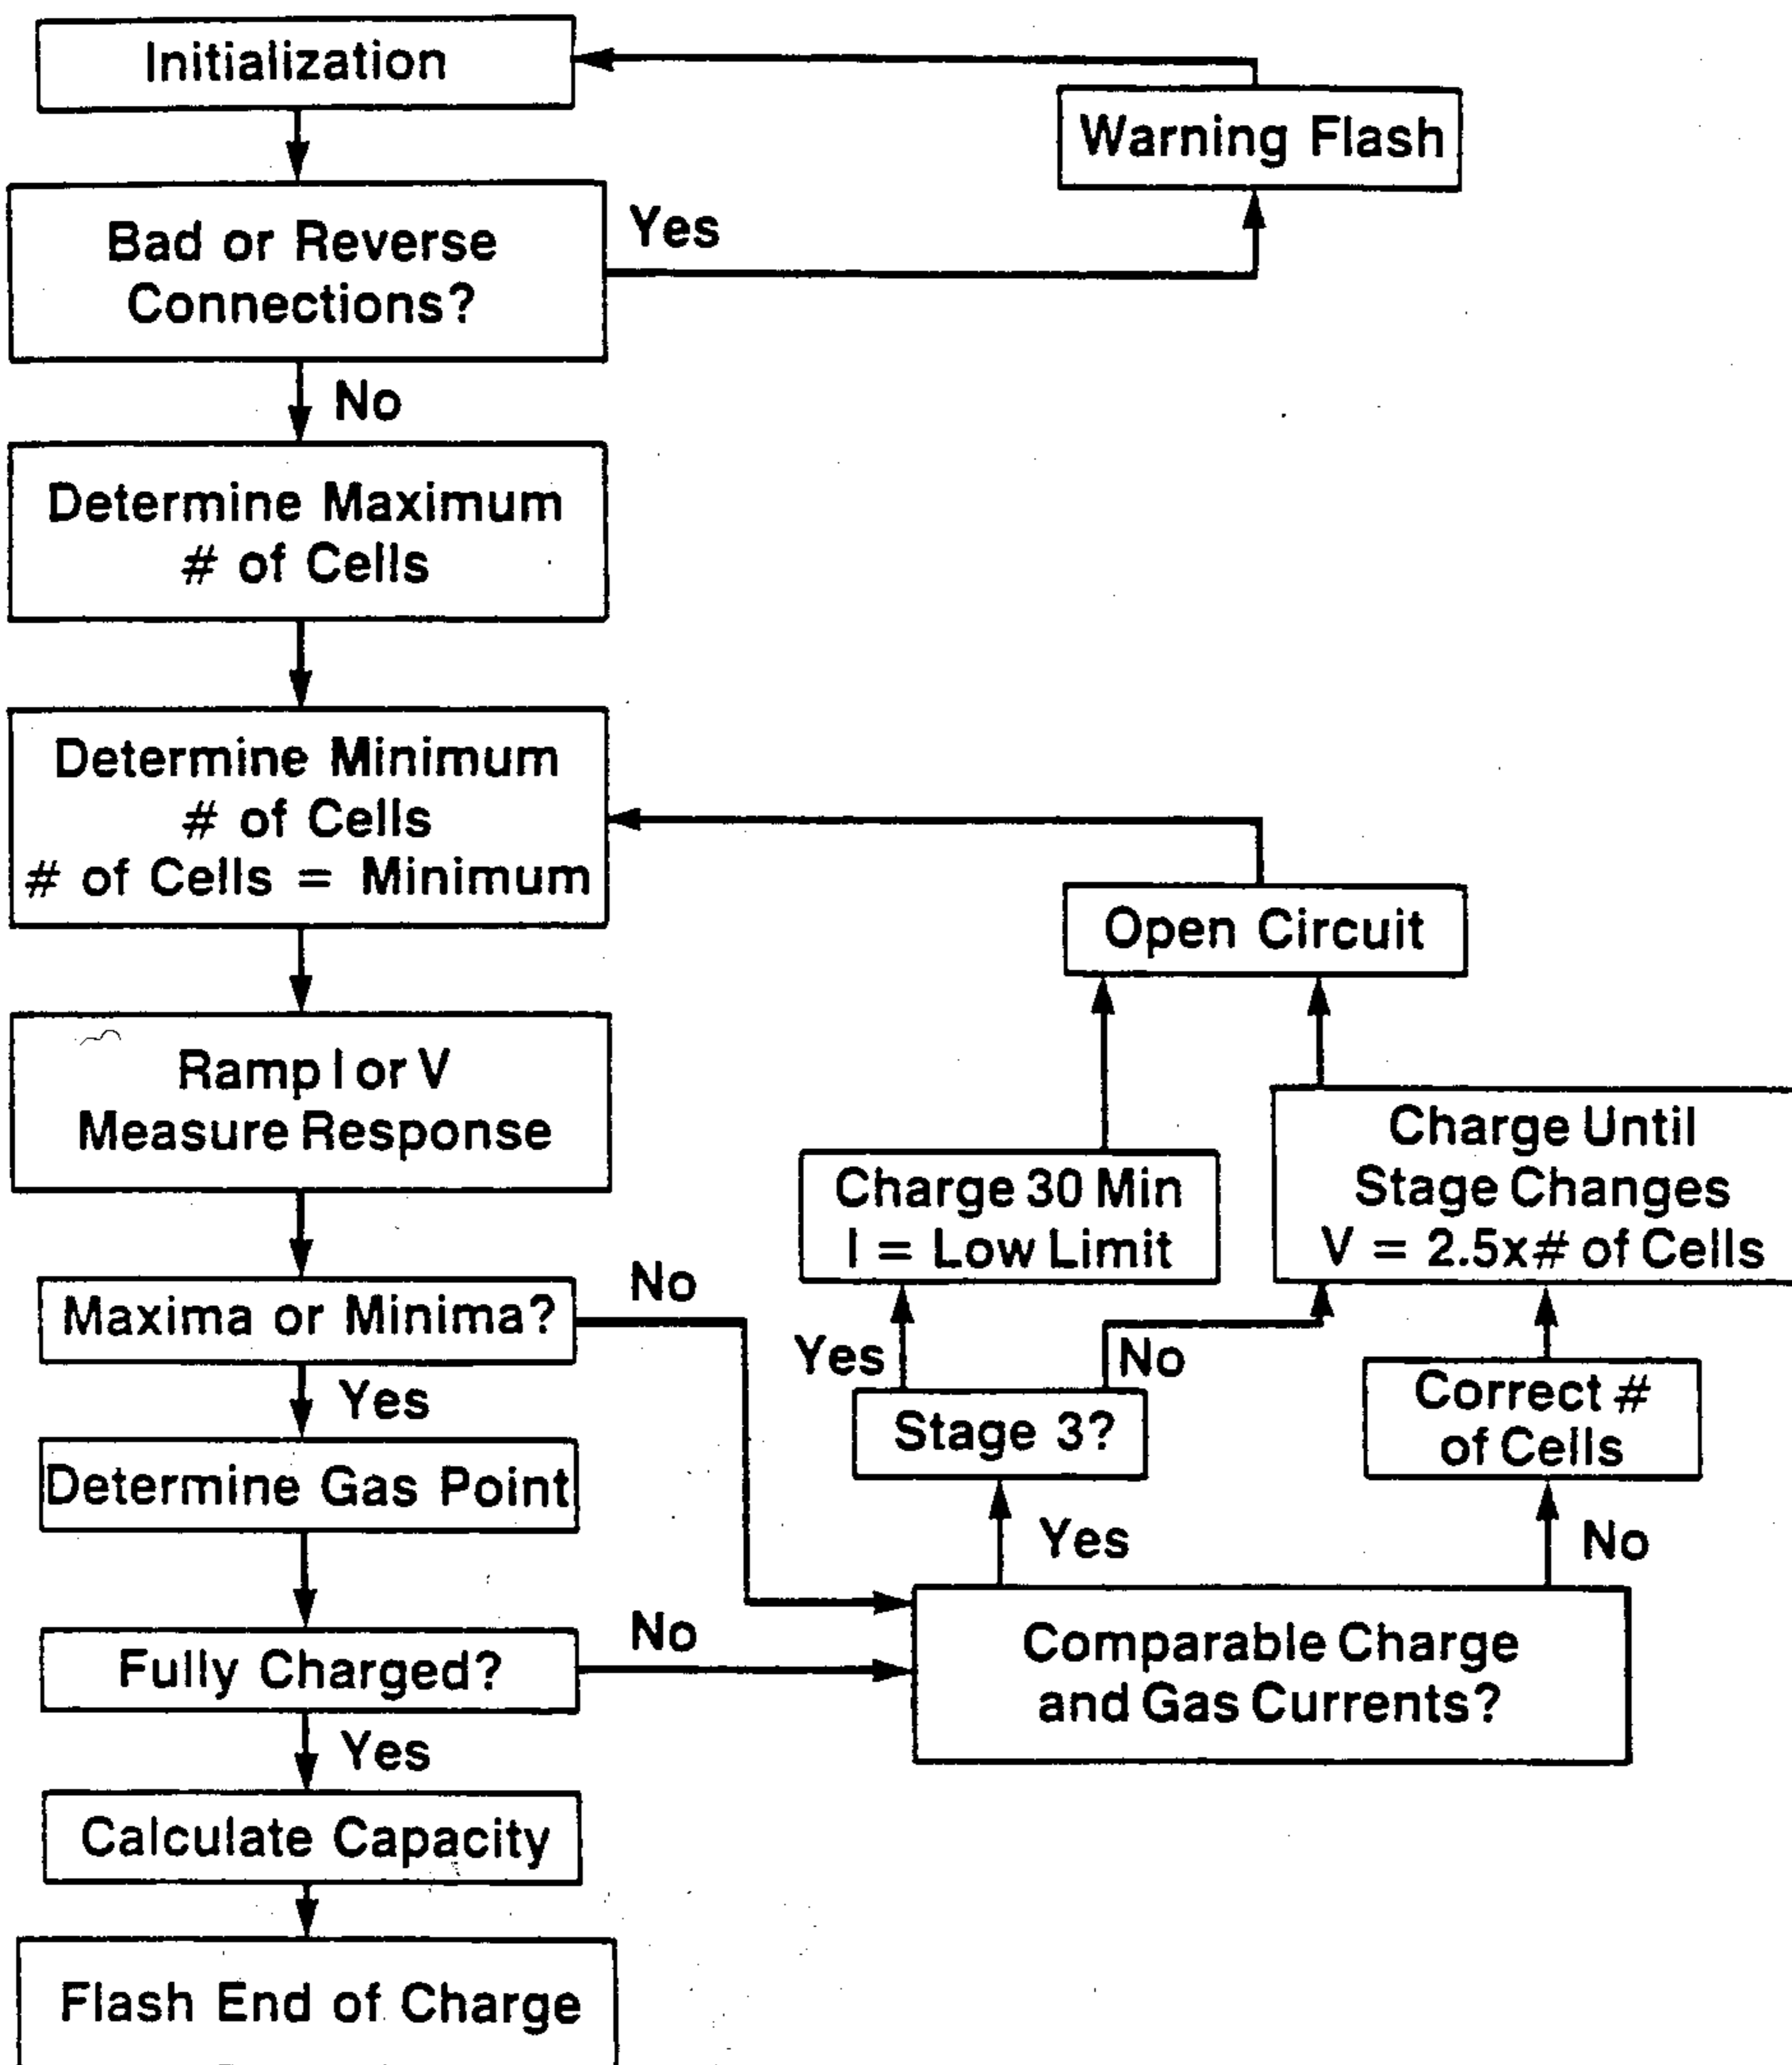 Initialization
Warning Flash
Bad or Reverse
Connections?
Yes
No
Determine Maximum
# of Cells
Determine Minimum
# of Cells
# of Cells = Minimum
Open Circuit
Ramp I or V
Measure Response
Charge Until
Stage Changes
V = 2.5x# of Cells
Charge 30 Min
I = Low Limit
Maxima or Minima?
No
Yes
Yes
No
Stage 3?
Correct #
of Cells
Determine Gas Point
Yes
No
Fully Charged?
No
Comparable Charge
and Gas Currents?
Yes
Calculate Capacity
Flash End of Charge